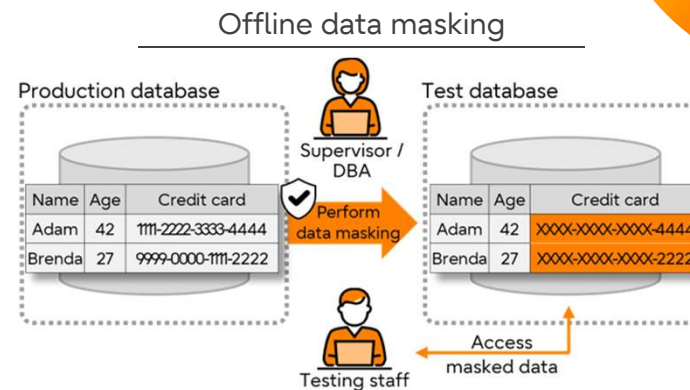 Offline data masking
Production database
Supervisor /
DBA
Test database
Name Age Credit card
Adam 42 1111-2222-3333-4444
Brenda 27 9999-0000-1111-2222
Perform
data masking
Name Age Credit card
Adam 42 XXXX-XXXX-XXXX-4444
Brenda 27 XXXX-XXXX-XXXX-2222
Testing staff
Access
masked data